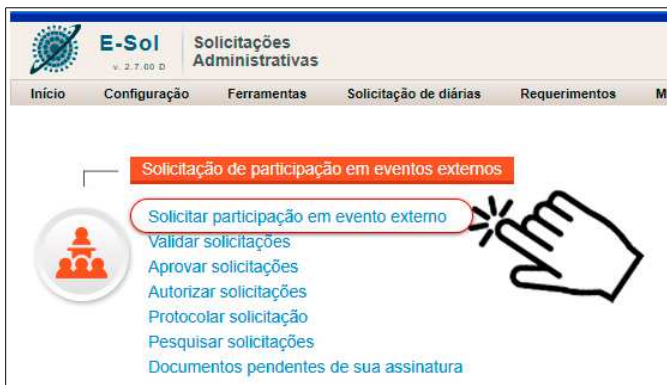 E-Sol
v. 2.7.00 D
Solicitações
Administrativas
Início Configuração Ferramentas Solicitação de diárias Requerimentos M
Solicitação de participação em eventos externos
Solicitar participação em evento externo
Validar solicitações
Aprovar solicitações
Autorizar solicitações
Protocolar solicitação
Pesquisar solicitações
Documentos pendentes de sua assinatura